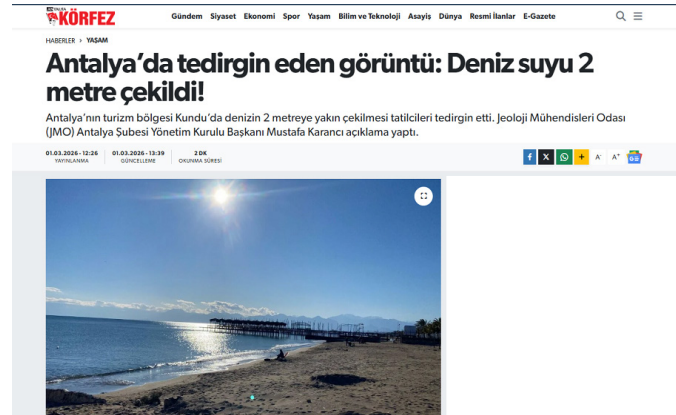 KÖRFEZ
Gündem Siyaset Ekonomi Spor Yaşam Bilim ve Teknoloji Asayiş Dünya Resmi İlanlar E-Gazete
HABERLER › YAŞAM
Antalya’da tedirgin eden görüntü: Deniz suyu 2
metre çekildi!
Antalya’nın turizm bölgesi Kundu’da denizin 2 metreye yakın çekilmesi tatilcileri tedirgin etti. Jeoloji Mühendisleri Odası
(JMO) Antalya Şubesi Yönetim Kurulu Başkanı Mustafa Karancı açıklama yaptı.
01.03.2026 - 12:26 01.03.2026 - 13:39 2 DK
YAYINLANMA GÜNCELLEME OKUNMA SÜRESİ
A- A+